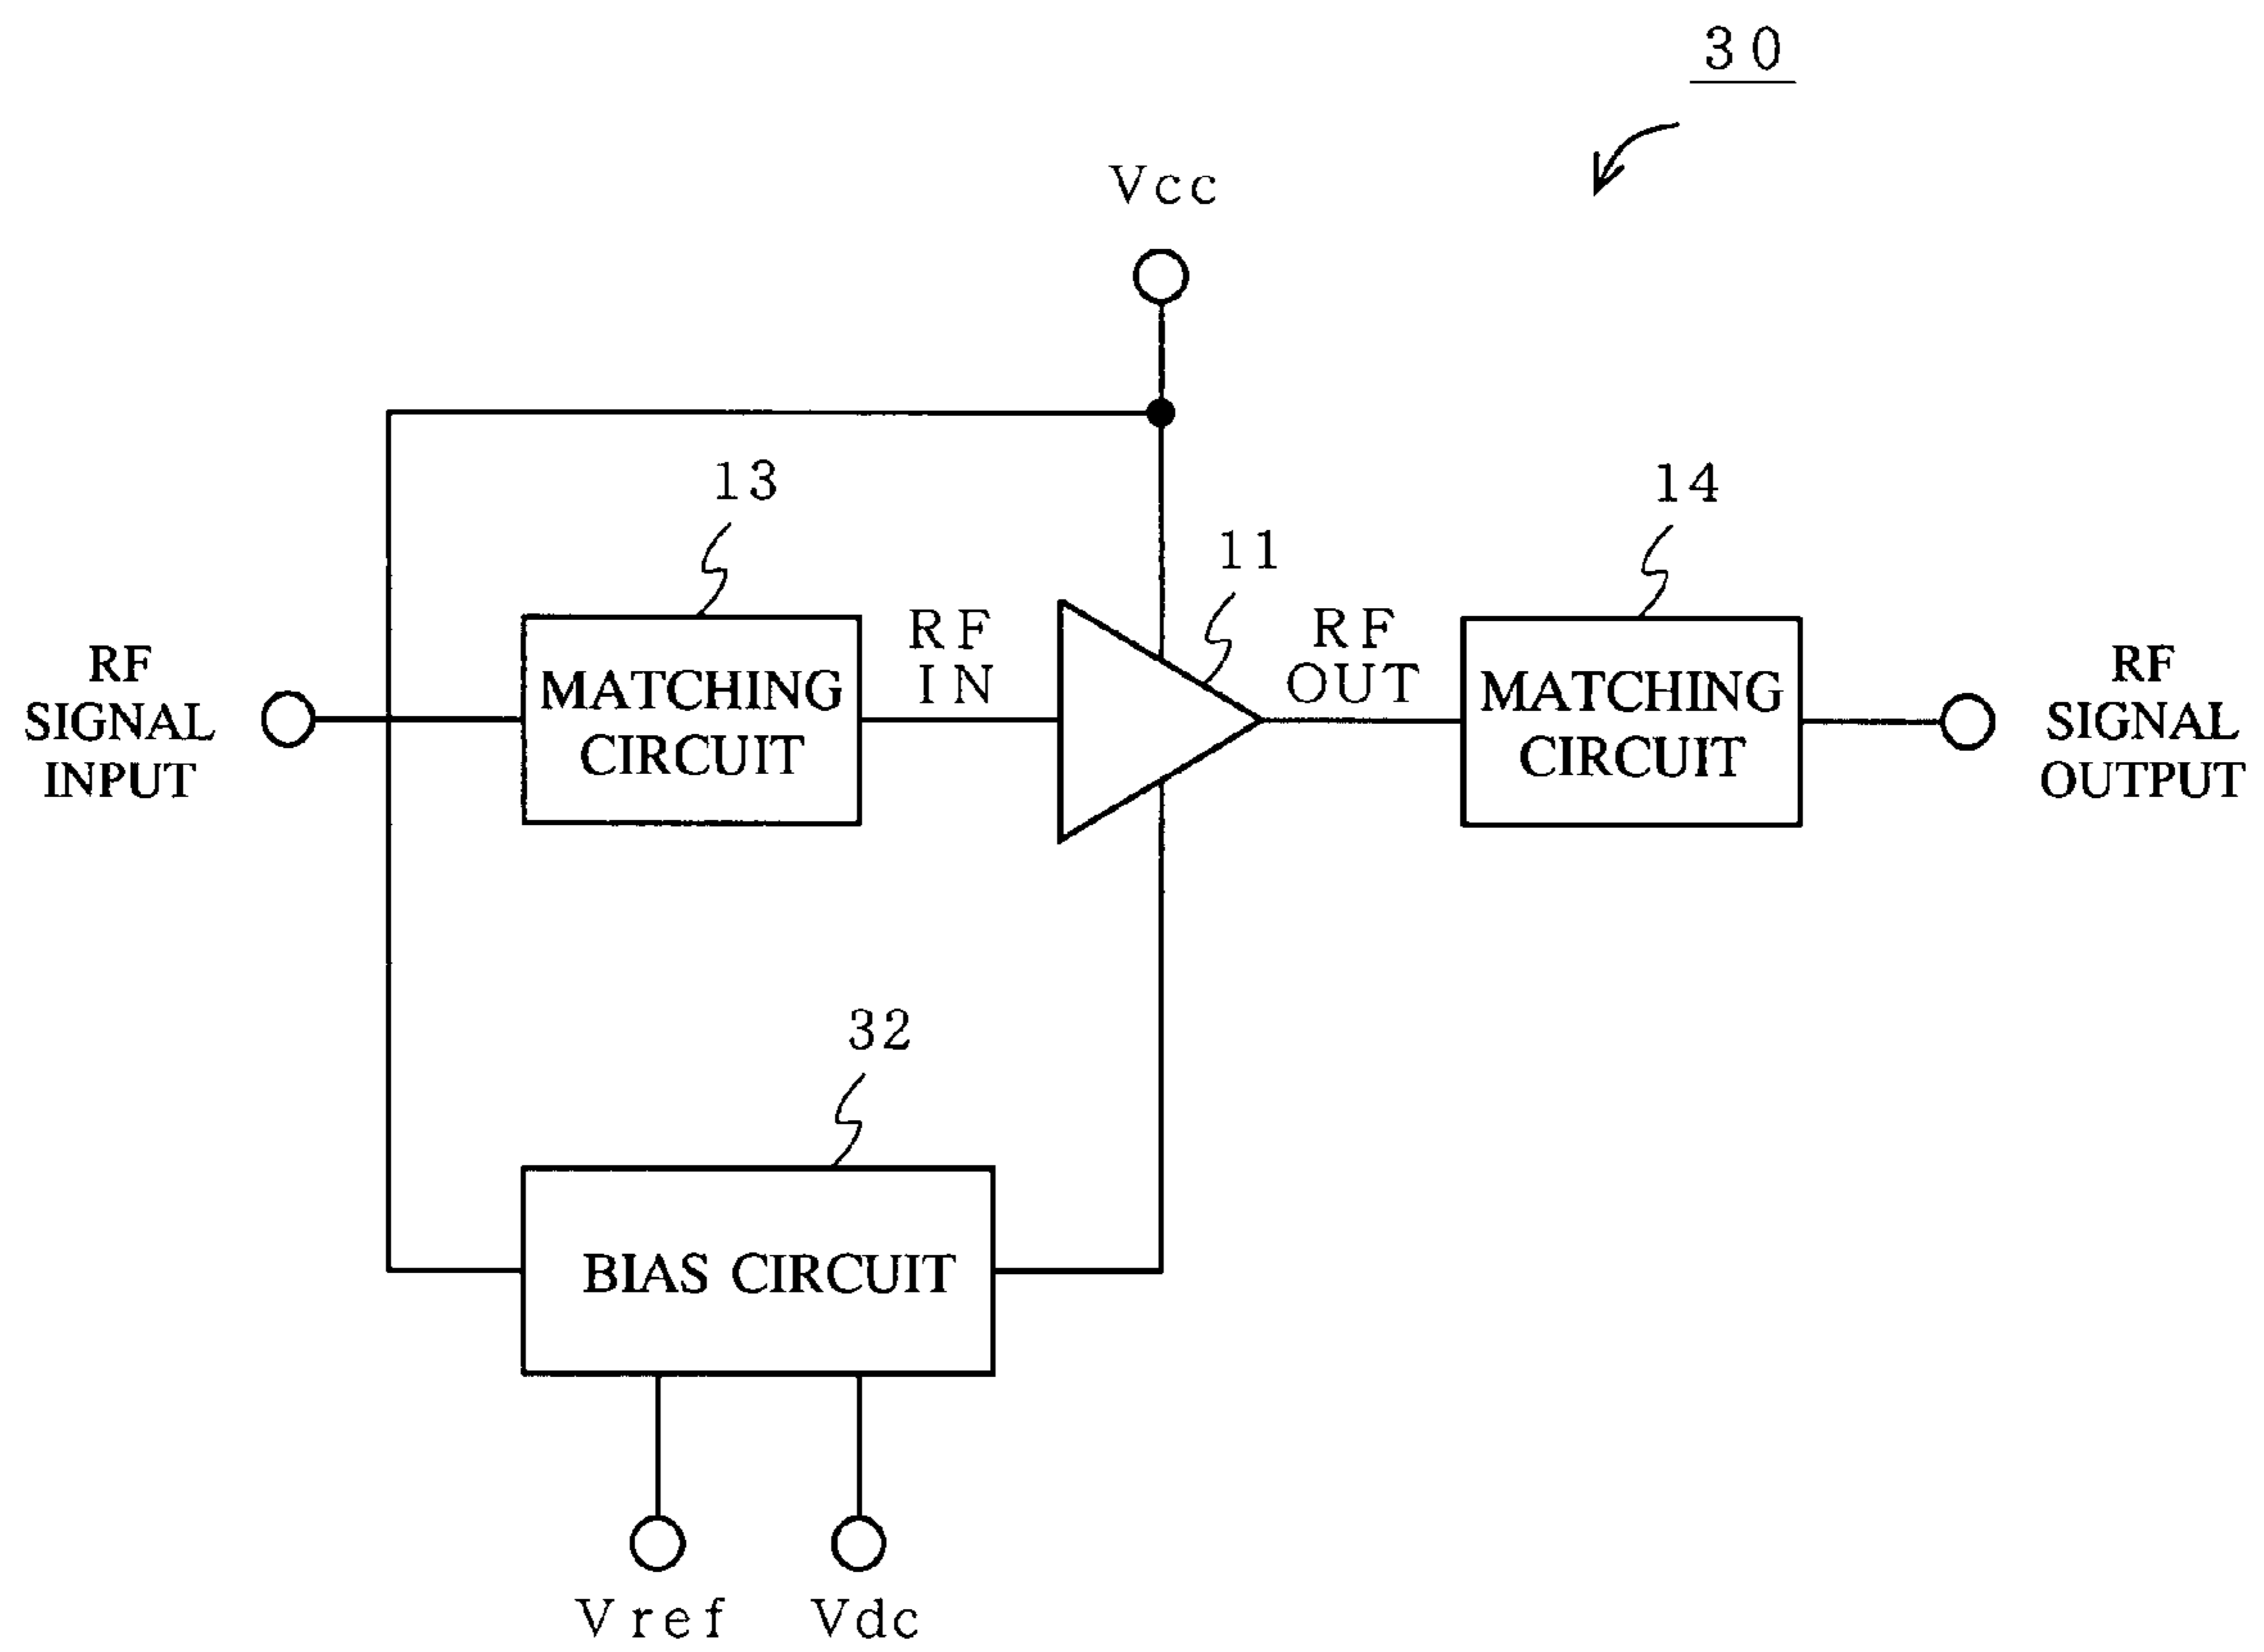 30
Vcc
13
14
11
RF
IN
RF
OUT
RF
SIGNAL
INPUT
MATCHING
CIRCUIT
MATCHING
CIRCUIT
RF
SIGNAL
OUTPUT
32
BIAS CIRCUIT
Vref
Vdc